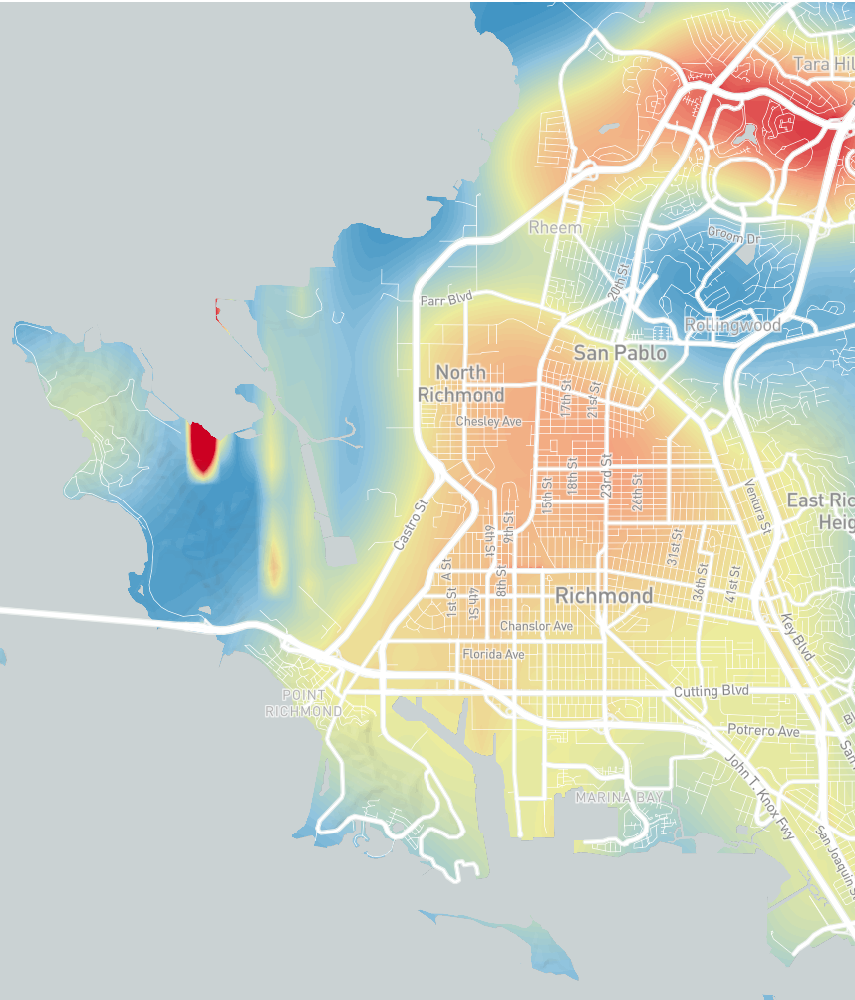 Tara Hil
Rheem
Groom Dr
20th St
Parr Blvd
Rollingwood
San Pablo
North
Richmond
17th St
21st St
Chesley Ave
23rd St
18th St
15th St
26th St
Ventura St
East Ric
Heig
Castro St
9th St
6th St
31st St
A St
8th St
36th St
41st St
1st St
4th St
Richmond
Chanslor Ave
Key Blvd
Florida Ave
POINT
RICHMOND
Cutting Blvd
Bl
Potrero Ave
San
John T. Knox Fwy
MARINA BAY
San Joaquin S